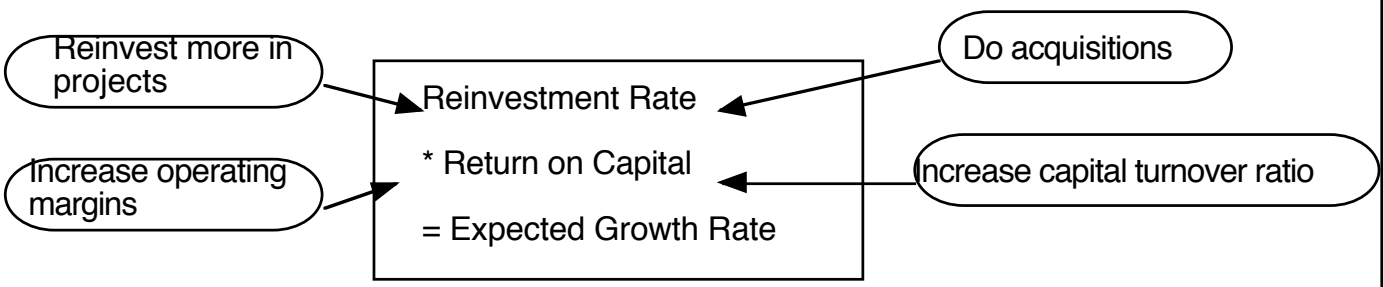 Reinvest more in
projects
Do acquisitions
Reinvestment Rate
* Return on Capital
= Expected Growth Rate
Increase operating
margins
Increase capital turnover ratio